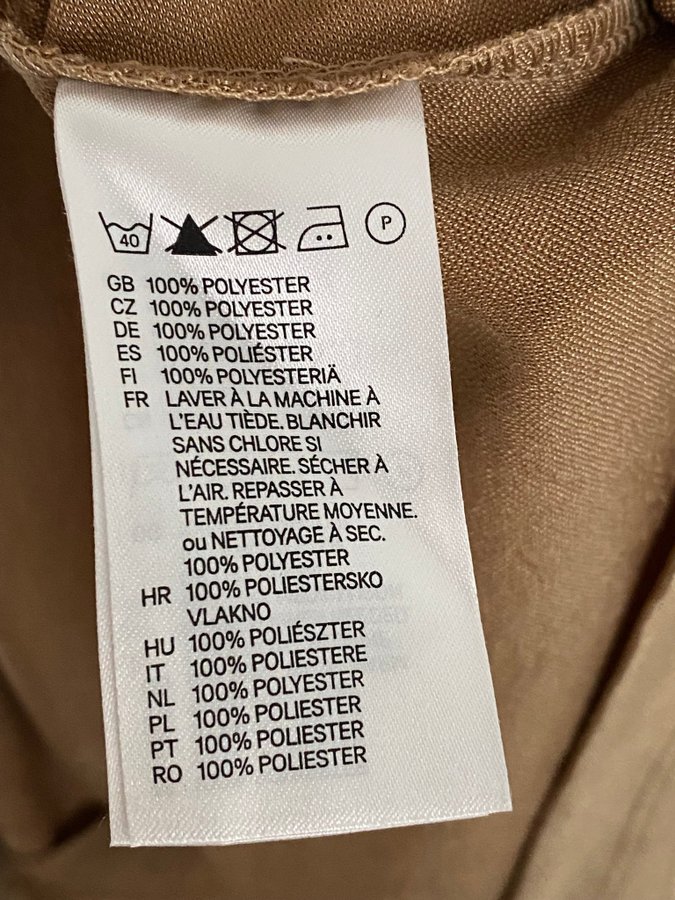 40 P
GB 100% POLYESTER
CZ 100% POLYESTER
DE 100% POLYESTER
ES 100% POLIÉSTER
FI 100% POLYESTERIÄ
FR LAVER À LA MACHINE À
L'EAU TIÈDE. BLANCHIR
SANS CHLORE SI
NÉCESSAIRE. SÉCHER À
L'AIR. REPASSER À
TEMPÉRATURE MOYENNE.
ou NETTOYAGE À SEC.
100% POLYESTER
HR 100% POLIESTERSKO
VLAKNO
HU 100% POLIÉSZTER
IT 100% POLIESTERE
NL 100% POLYESTER
PL 100% POLIESTER
PT 100% POLIESTER
RO 100% POLIESTER